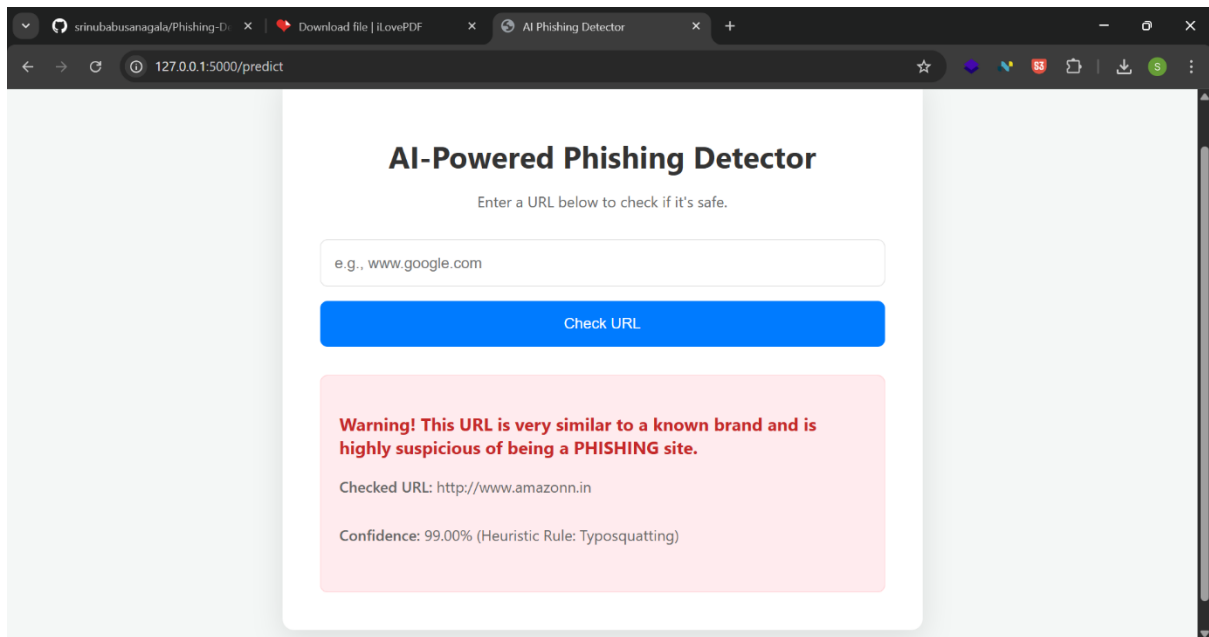 srinubabusanagala/Phishing-De
Download file | iLovePDF
AI Phishing Detector
127.0.0.1:5000/predict
S3
S
AI-Powered Phishing Detector
Enter a URL below to check if it's safe.
e.g., www.google.com
Check URL
Warning! This URL is very similar to a known brand and is
highly suspicious of being a PHISHING site.
Checked URL: http://www.amazonn.in
Confidence: 99.00% (Heuristic Rule: Typosquatting)